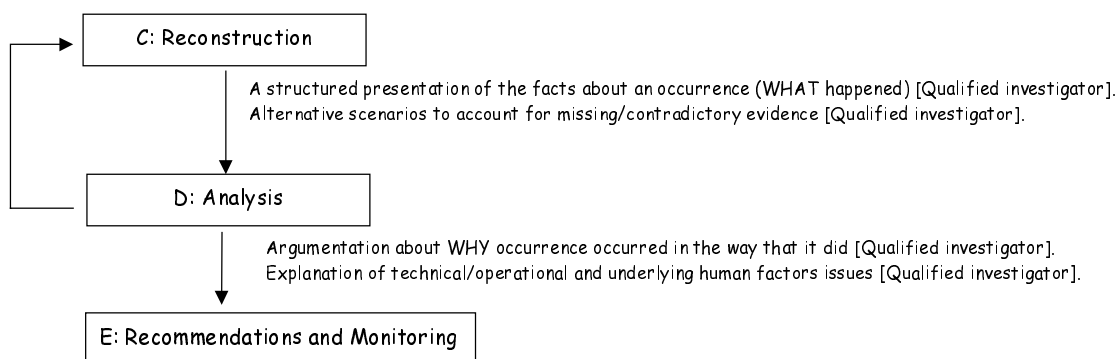 C: Reconstruction
A structured presentation of the facts about an occurrence (WHAT happened) [Qualified investigator].
Alternative scenarios to account for missing/contradictory evidence [Qualified investigator].
D: Analysis
Argumentation about WHY occurrence occurred in the way that it did [Qualified investigator].
Explanation of technical/operational and underlying human factors issues [Qualified investigator].
E: Recommendations and Monitoring